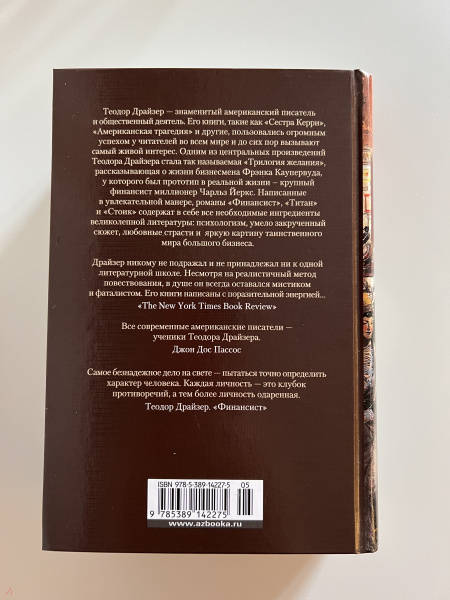 Теодор Драйзер — знаменитый американский писатель
и общественный деятель. Его книги, такие как «Сестра Керри»,
«Американская трагедия» и другие, пользовались огромным
успехом у читателей во всем мире и до сих пор вызывают
самый живой интерес. Одним из центральных произведений
Теодора Драйзера стала так называемая «Трилогия желания»,
рассказывающая о жизни бизнесмена Фрэнка Каупервуда,
у которого был прототип в реальной жизни — крупный
финансист миллионер Чарльз Йеркс. Написанные
в увлекательной манере, романы «Финансист», «Титан»
и «Стоик» содержат в себе все необходимые ингредиенты
великолепной литературы: психологизм, умело закрученный
сюжет, любовные страсти и яркую картину таинственного
мира большого бизнеса.
Драйзер никому не подражал и не принадлежал ни к одной
литературной школе. Несмотря на реалистичный метод
повествования, в душе он всегда оставался мистиком
и фаталистом. Его книги написаны с поразительной энергией...
«The New York Times Book Review»
Все современные американские писатели —
ученики Теодора Драйзера.
Джон Дос Пассос
Самое безнадежное дело на свете — пытаться точно определить
характер человека. Каждая личность — это клубок
противоречий, а тем более личность одаренная.
Теодор Драйзер. «Финансист»
ISBN 978-5-389-14227-5 05
9 785389 142275
www.azbooka.ru